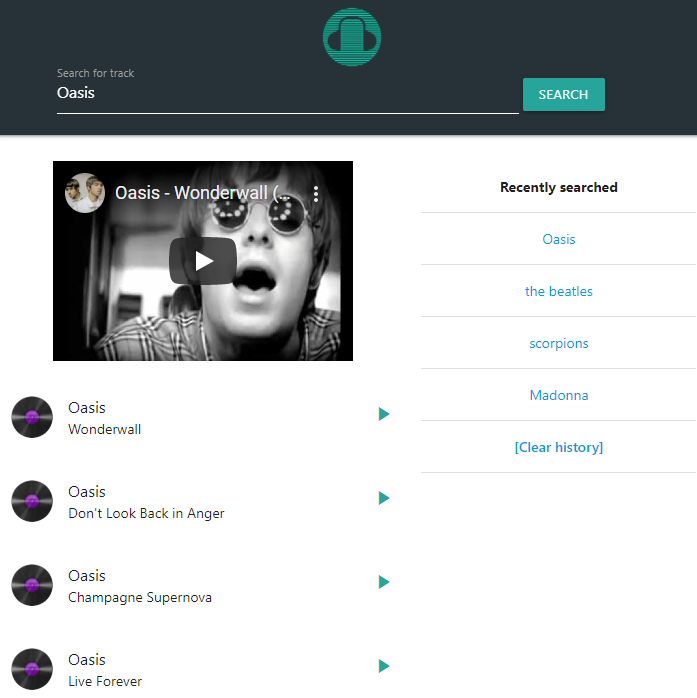 Search for track
Oasis
SEARCH
Oasis - Wonderwall (...
Oasis
Wonderwall
Oasis
Don't Look Back in Anger
Oasis
Champagne Supernova
Oasis
Live Forever
Recently searched
Oasis
the beatles
scorpions
Madonna
[Clear history]